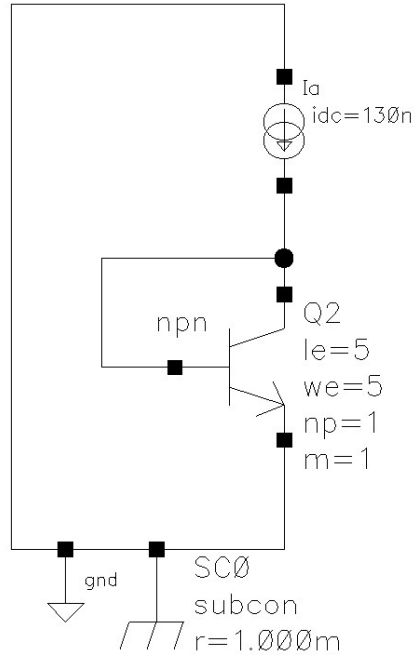 Ia
idc=130n
npn
Q2
le=5
we=5
np=1
m=1
gnd
SC0
subcon
r=1.000m